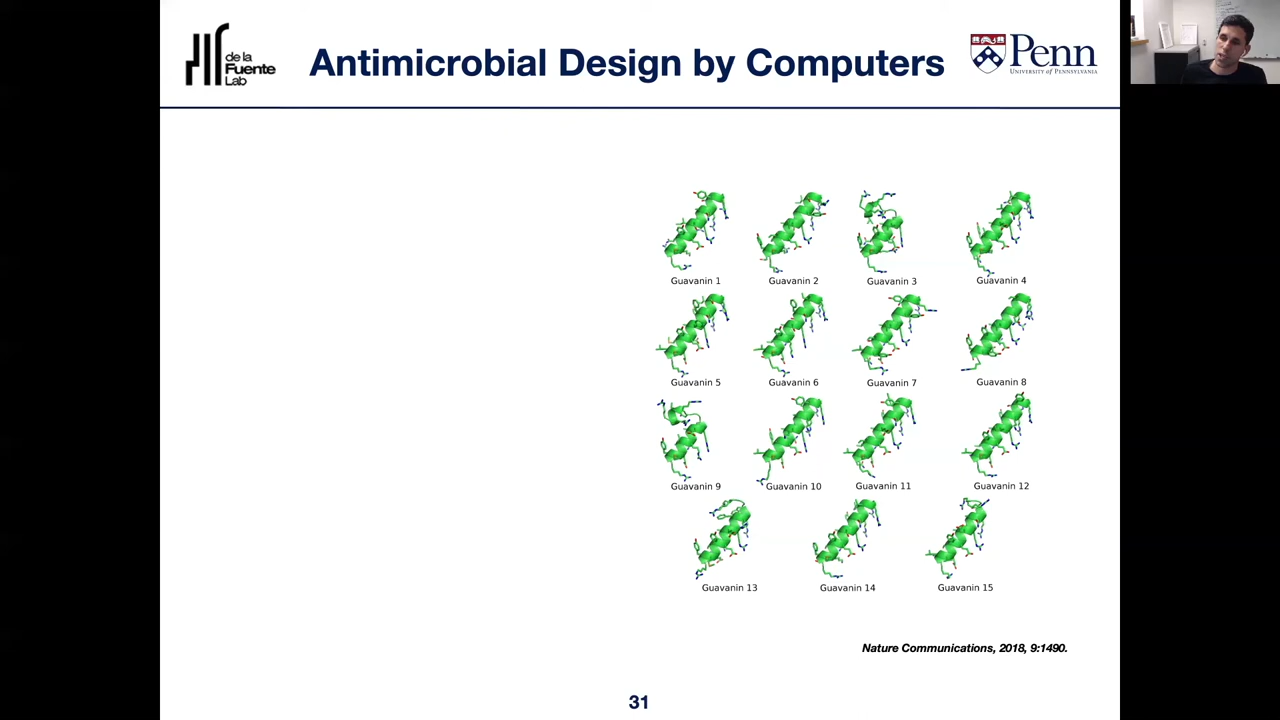 de la
Fuente
Lab
Antimicrobial Design by Computers
Penn
UNIVERSITY of PENNSYLVANIA
Guavanin 1
Guavanin 2
Guavanin 3
Guavanin 4
Guavanin 5
Guavanin 6
Guavanin 7
Guavanin 8
Guavanin 9
Guavanin 10
Guavanin 11
Guavanin 12
Guavanin 13
Guavanin 14
Guavanin 15
Nature Communications, 2018, 9:1490.
31